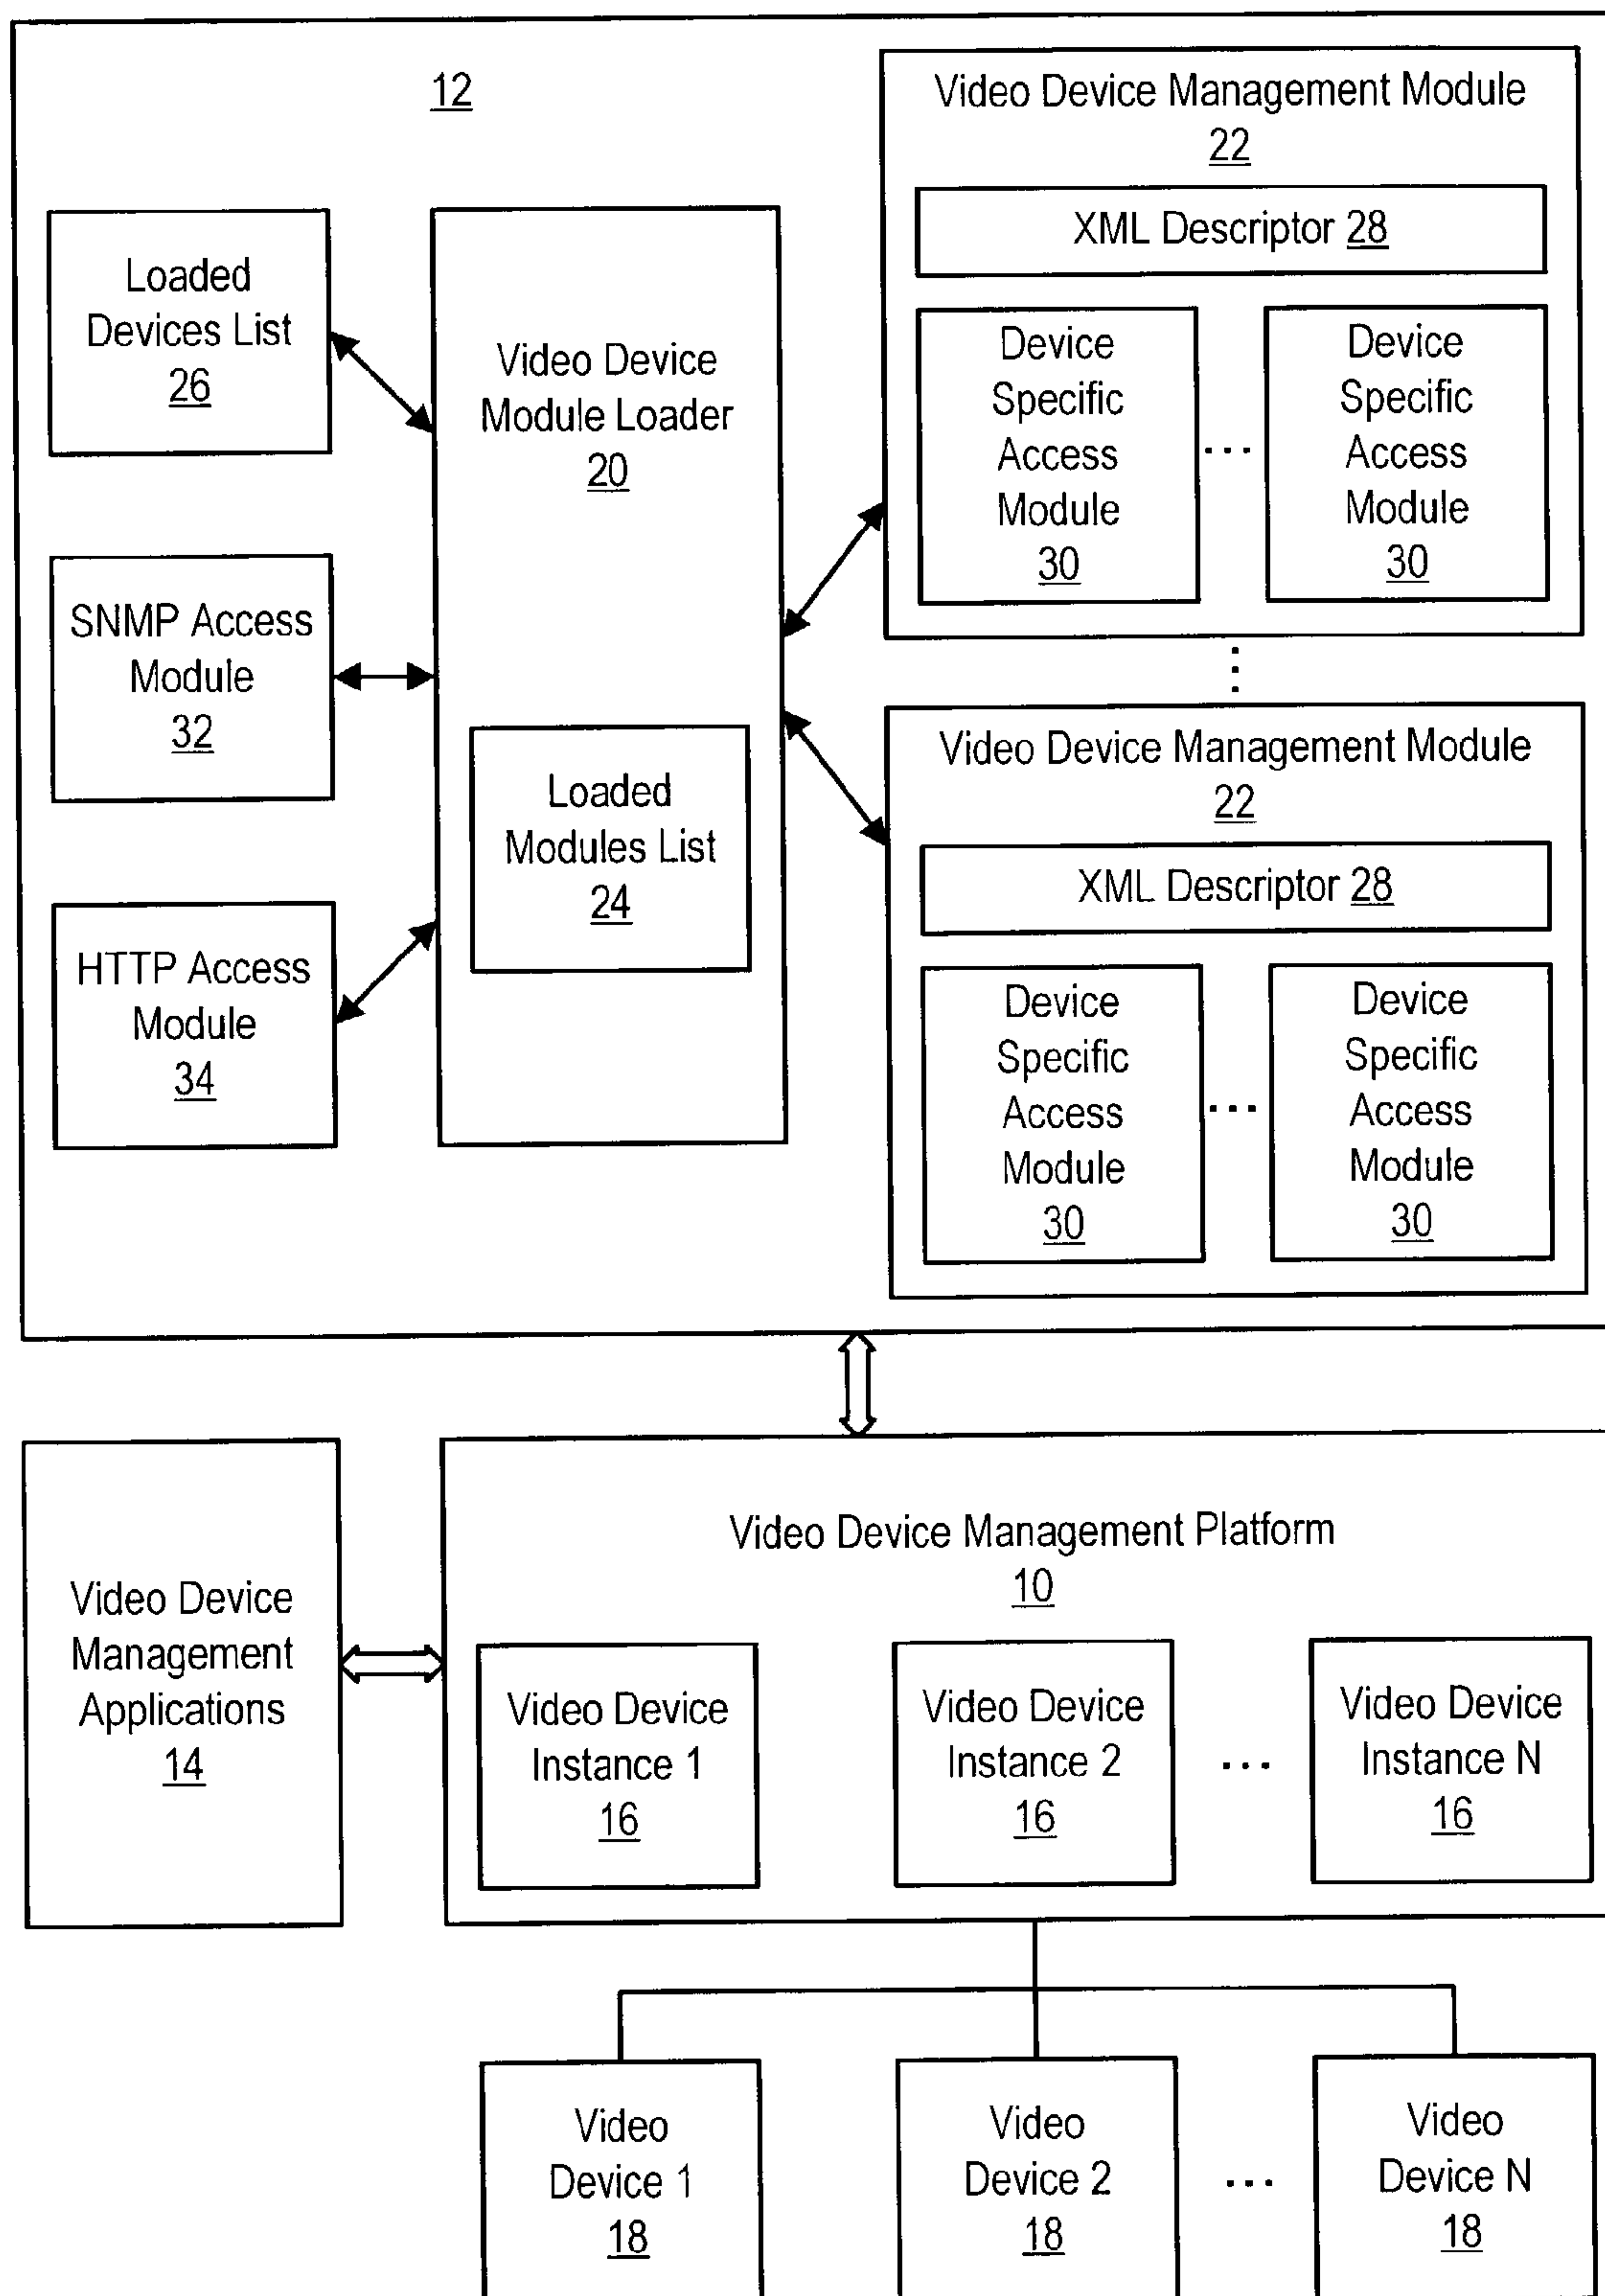 12
Loaded
Devices List
26
SNMP Access
Module
32
HTTP Access
Module
34
Video Device
Module Loader
20
Loaded
Modules List
24
Video Device Management Module
22
XML Descriptor 28
Device
Specific
Access
Module
30
...
Device
Specific
Access
Module
30
Video Device Management Module
22
XML Descriptor 28
Device
Specific
Access
Module
30
...
Device
Specific
Access
Module
30
Video Device
Management
Applications
14
Video Device Management Platform
10
Video Device
Instance 1
16
Video Device
Instance 2
16
...
Video Device
Instance N
16
Video
Device 1
18
Video
Device 2
18
...
Video
Device N
18